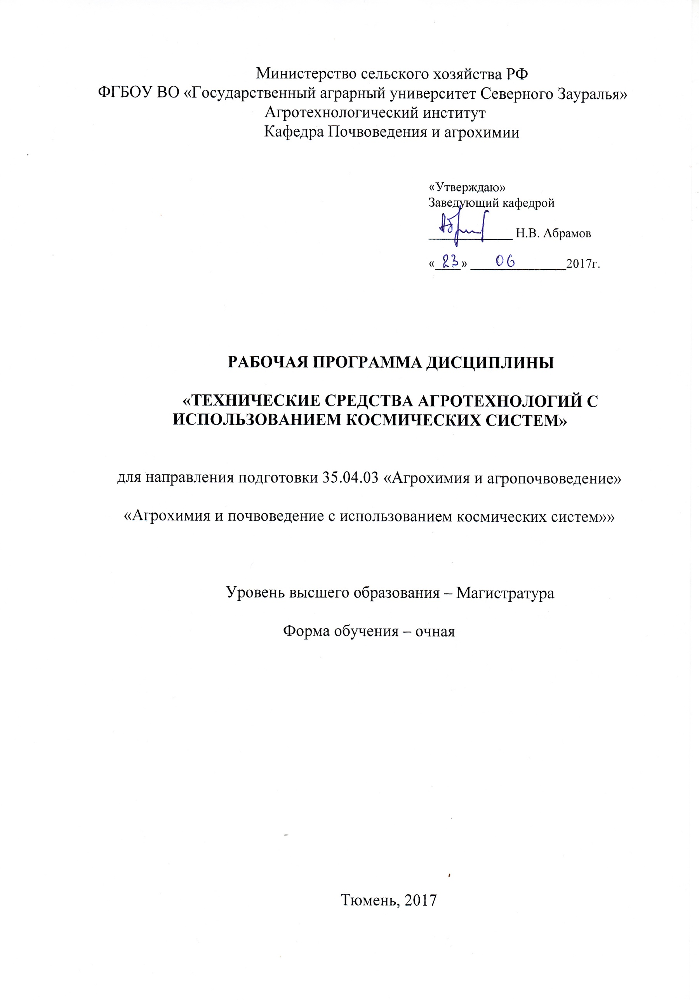 Министерство сельского хозяйства РФ
ФГБОУ ВО «Государственный аграрный университет Северного Зауралья»
Агротехнологический институт
Кафедра Почвоведения и агрохимии
«Утверждаю»
Заведующий кафедрой
Н.В. Абрамов
«23» 06 2017г.
РАБОЧАЯ ПРОГРАММА ДИСЦИПЛИНЫ
«ТЕХНИЧЕСКИЕ СРЕДСТВА АГРОТЕХНОЛОГИЙ С
ИСПОЛЬЗОВАНИЕМ КОСМИЧЕСКИХ СИСТЕМ»
для направления подготовки 35.04.03 «Агрохимия и агропочвоведение»
«Агрохимия и почвоведение с использованием космических систем»»
Уровень высшего образования – Магистратура
Форма обучения – очная
Тюмень, 2017